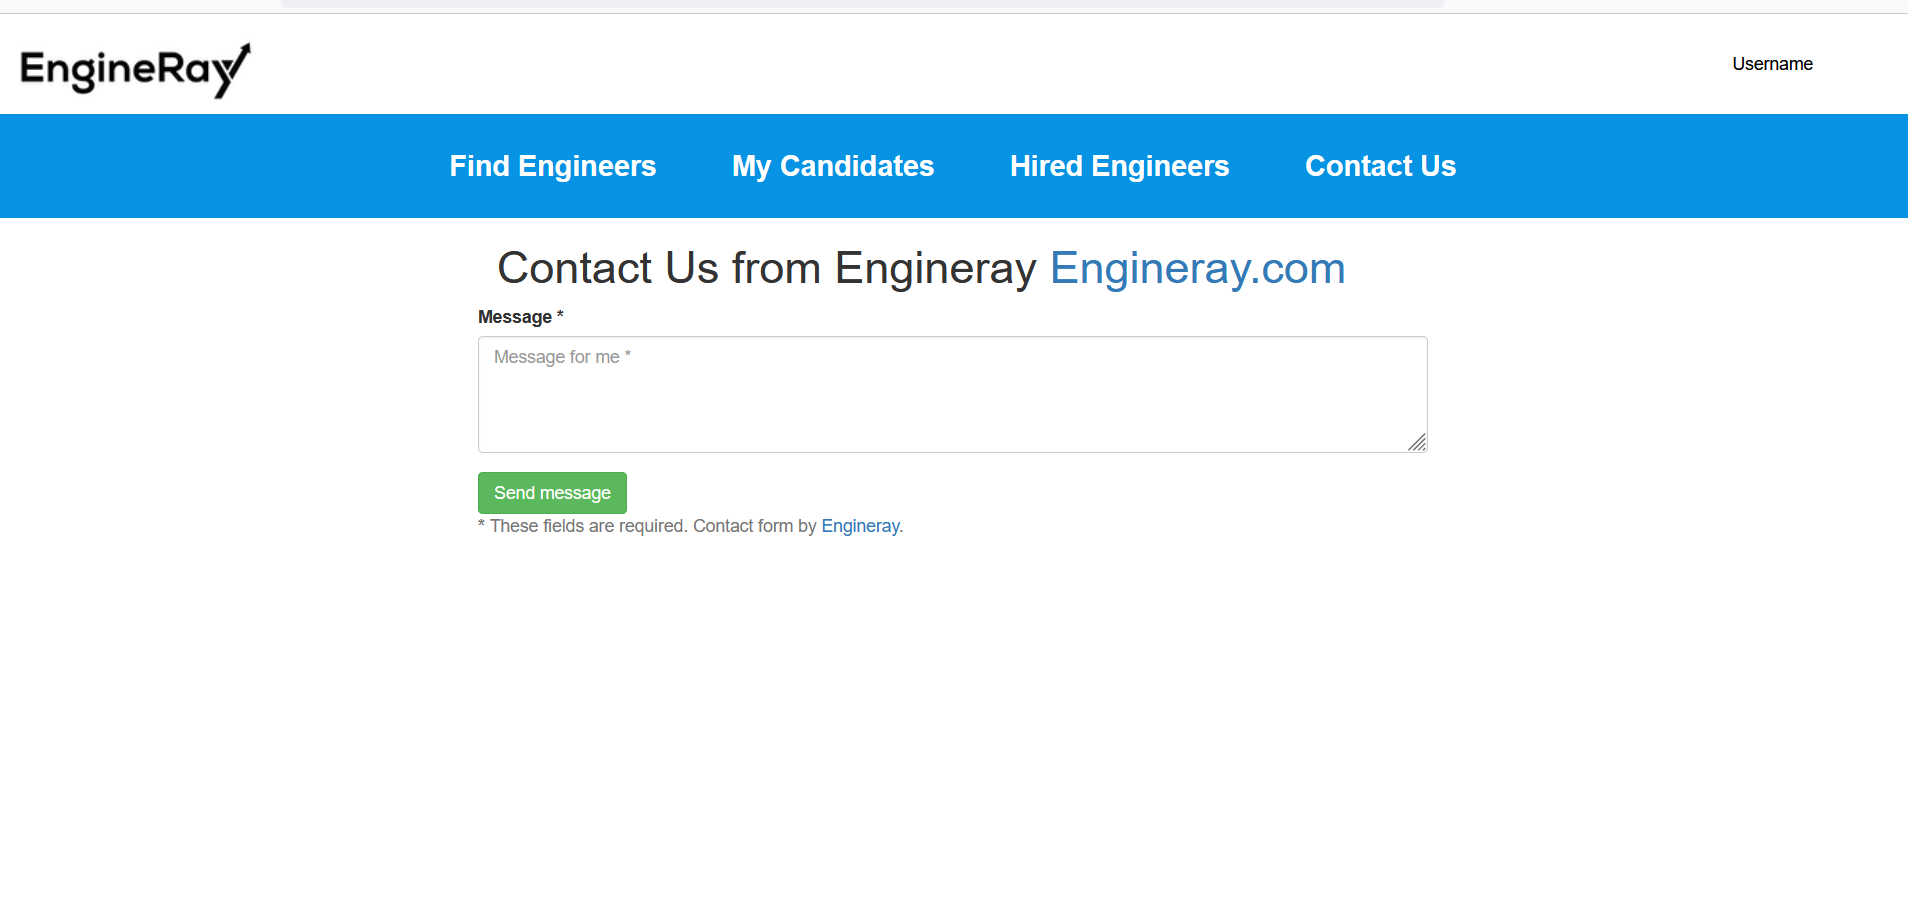 EngineRay
Username
Find Engineers My Candidates Hired Engineers Contact Us
Contact Us from Engineray Engineray.com
Message *
Message for me *
Send message
* These fields are required. Contact form by Engineray.